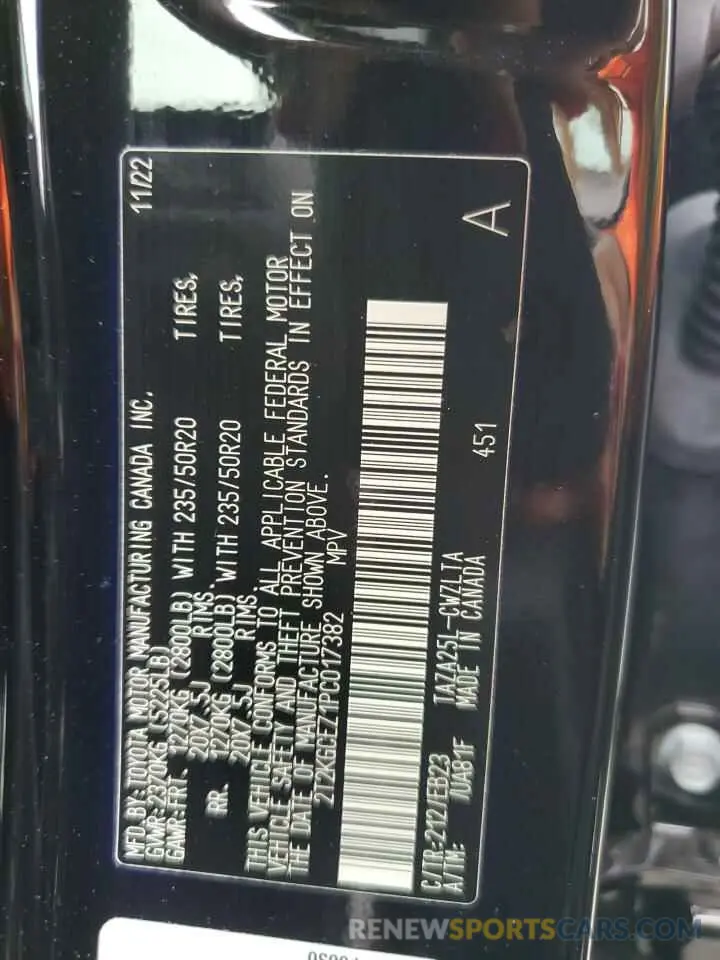 MFD.BY:TOYOTA MOTOR MANUFACTURING CANADA INC. 11/22
GVWR:2370KG (5225LB)
GAWR:FRT. 1270KG (2800LB) WITH 235/50R20 TIRES,
20X7.5J RIMS.
RR. 1270KG (2800LB) WITH 235/50R20 TIRES,
20X7.5J RIMS.
THIS VEHICLE CONFORMS TO ALL APPLICABLE FEDERAL MOTOR
VEHICLE SAFETY AND THEFT PREVENTION STANDARDS IN EFFECT ON
THE DATE OF MANUFACTURE SHOWN ABOVE.
2T2KGCEZ1PC017382 MPV
C/TR:212/EB23 TAZA25L-CWZLTA 451 A
A/TM: /UAB1F MADE IN CANADA
RENEWSPORTSCARS.COM